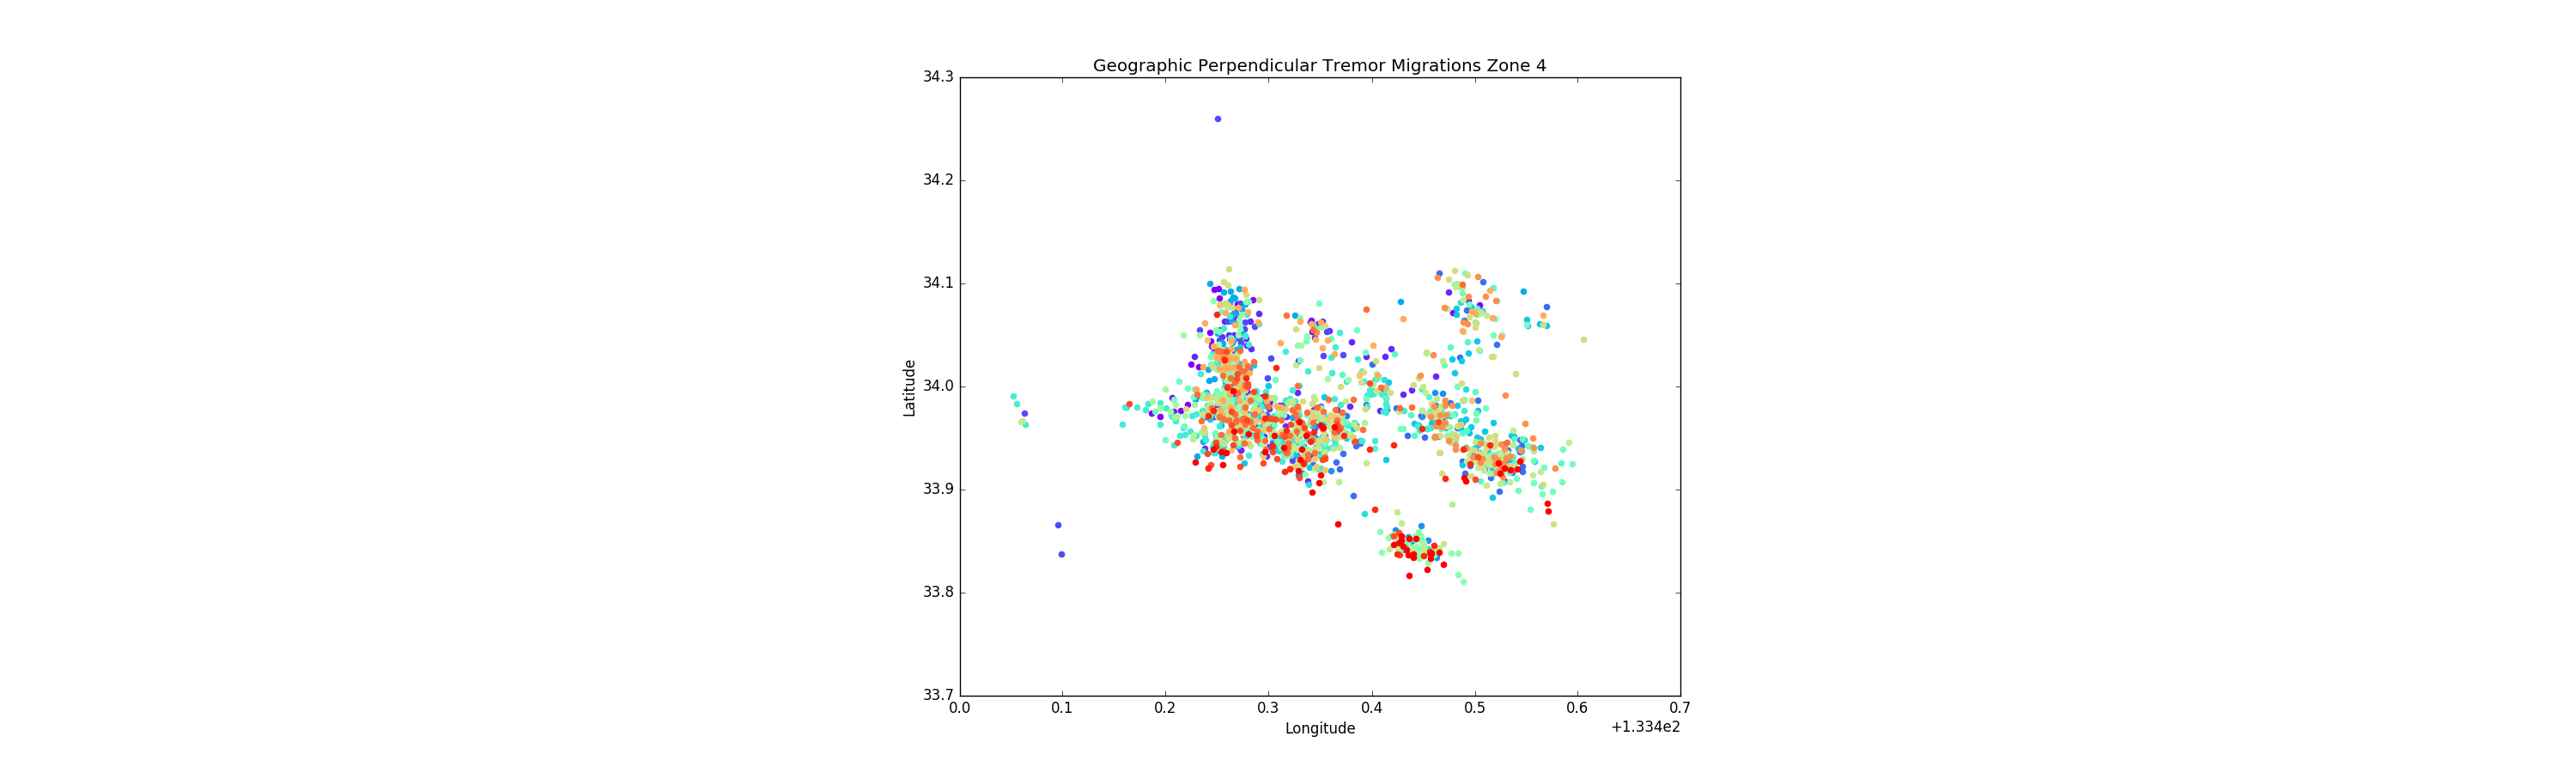 Geographic Perpendicular Tremor Migrations Zone 4
34.3
34.2
34.1
34.0
33.9
33.8
33.7
Latitude
0.0 0.1 0.2 0.3 0.4 0.5 0.6 0.7
Longitude
+1.334e2